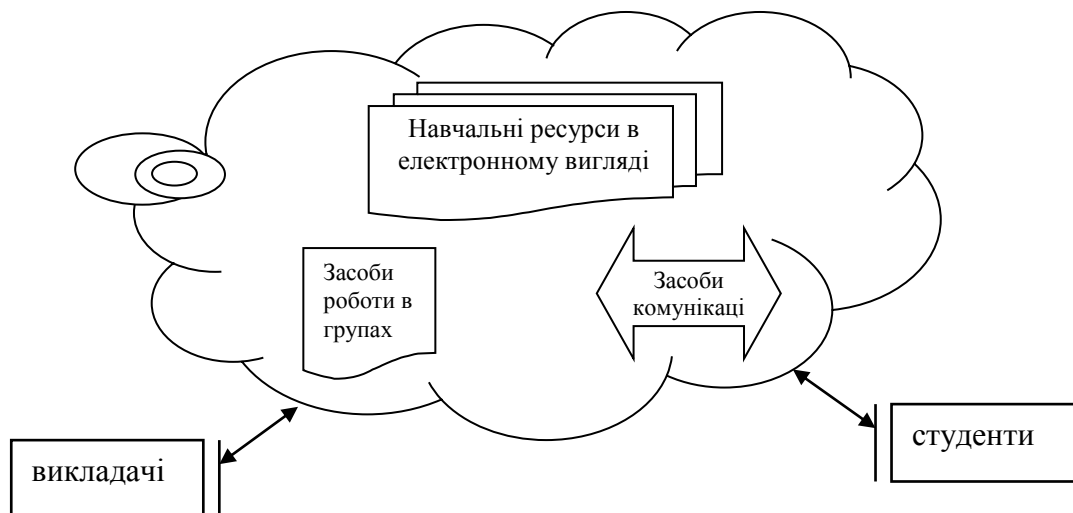 Навчальні ресурси в
електронному вигляді
Засоби
роботи в
групах
Засоби
комунікаці
викладачі
студенти